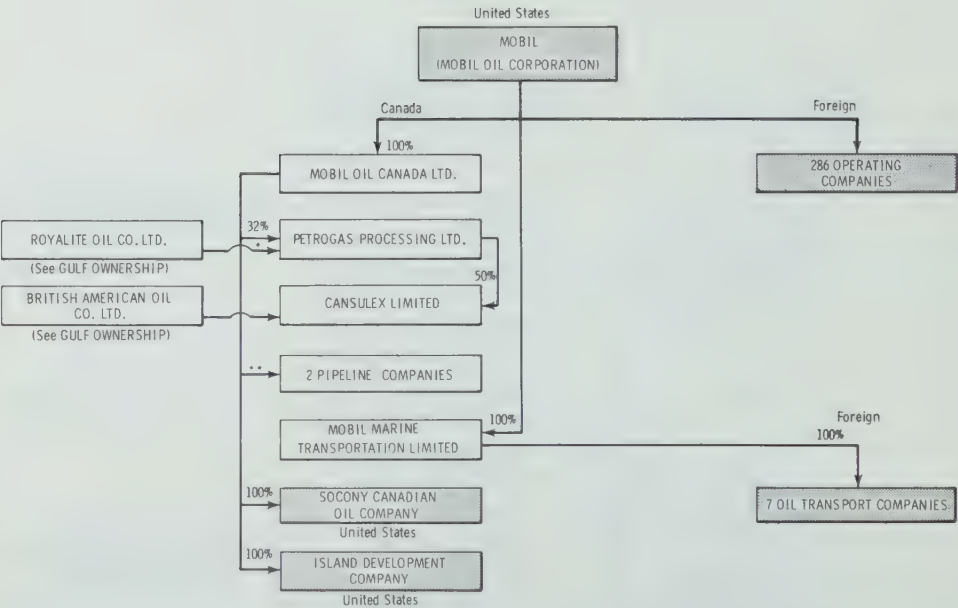 United States
MOBIL
(MOBIL OIL CORPORATION)
Canada
Foreign
100%
MOBIL OIL CANADA LTD.
286 OPERATING
COMPANIES
32%
ROYALITE OIL CO. LTD.
*
PETROGAS PROCESSING LTD.
(See GULF OWNERSHIP)
50%
BRITISH AMERICAN OIL
CO. LTD.
CANSULEX LIMITED
(See GULF OWNERSHIP)
**
2 PIPELINE COMPANIES
100%
MOBIL MARINE
TRANSPORTATION LIMITED
Foreign
100%
100%
SOCONY CANADIAN
OIL COMPANY
United States
7 OIL TRANSPORT COMPANIES
100%
ISLAND DEVELOPMENT
COMPANY
United States